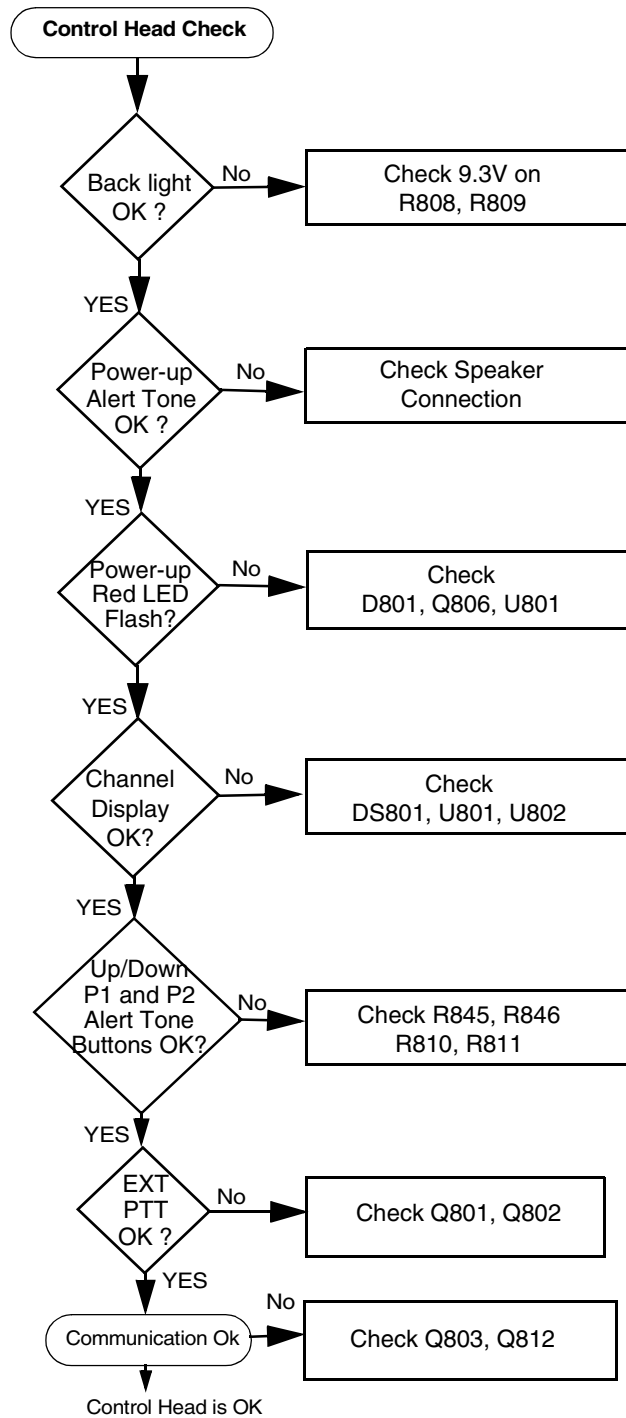 Control Head Check
Back light
OK ?
No
Check 9.3V on
R808, R809
YES
Power-up
Alert Tone
OK ?
No
Check Speaker
Connection
YES
Power-up
Red LED
Flash?
No
Check
D801, Q806, U801
YES
Channel
Display
OK?
No
Check
DS801, U801, U802
YES
Up/Down
P1 and P2
Alert Tone
Buttons OK?
No
Check R845, R846
R810, R811
YES
EXT
PTT
OK ?
No
Check Q801, Q802
YES
Communication Ok
No
Check Q803, Q812
Control Head is OK